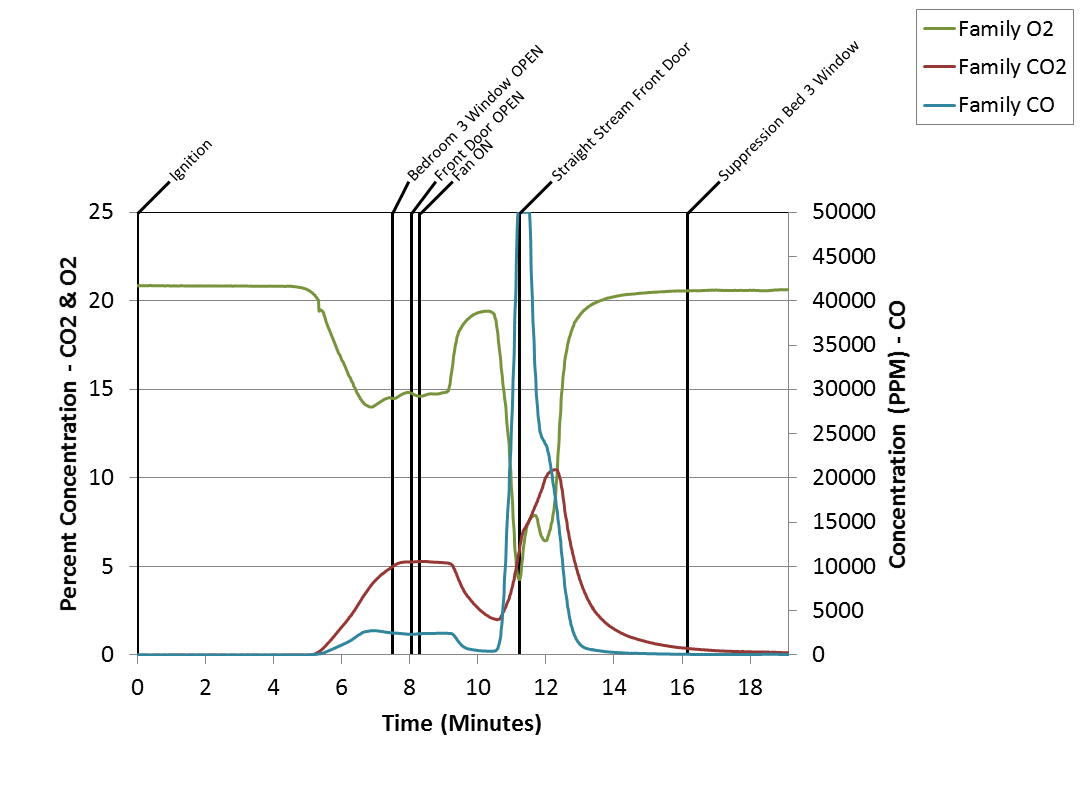 Family O2
Family CO2
Family CO
Ignition
Bedroom 3 Window OPEN
Front Door OPEN
Fan ON
Straight Stream Front Door
Suppression Bed 3 Window
Percent Concentration - CO2 & O2
25
20
15
10
5
0
50000
45000
40000
35000
30000
25000
20000
15000
10000
5000
0
Concentration (PPM) - CO
0 2 4 6 8 10 12 14 16 18
Time (Minutes)